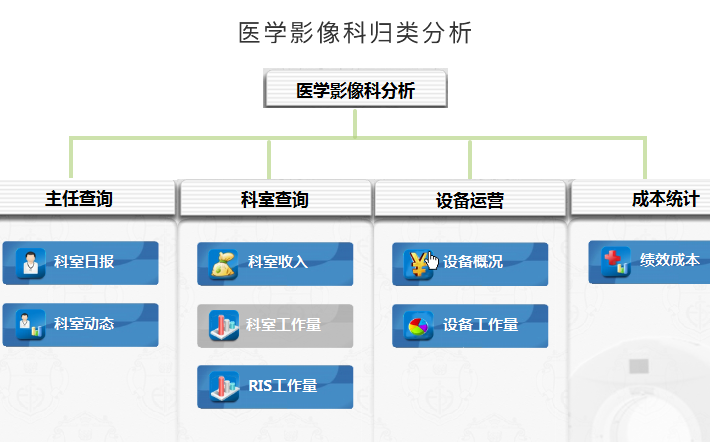 医学影像科归类分析
医学影像科分析
主任查询
科室查询
设备运营
成本统计
科室日报
科室收入
设备概况
绩效成本
科室动态
科室工作量
设备工作量
RIS工作量